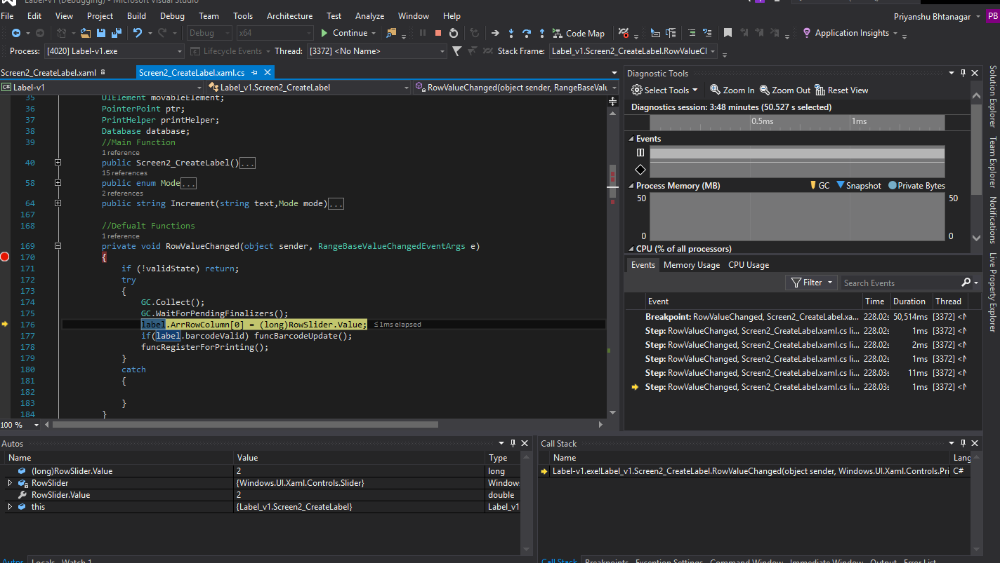 Label-v1 (Debugging) - Microsoft Visual Studio
File Edit View Project Build Debug Team Tools Architecture Test Analyze Window Help
Priyanshu Bhtanagar PB
Debug x64 Continue Code Map Application Insights
Process: [4020] Label-v1.exe Lifecycle Events Thread: [3372] <No Name> Stack Frame: Label_v1.Screen2_CreateLabel.RowValueCl
Screen2_CreateLabel.xaml Screen2_CreateLabel.xaml.cs
C# Label-v1 Label_v1.Screen2_CreateLabel RowValueChanged(object sender, RangeBaseValu
35 UIElement movableElement;
36 PointerPoint ptr;
37 PrintHelper printHelper;
38 Database database;
39 //Main Function
1 reference
40 public Screen2_CreateLabel()...
15 references
58 public enum Mode...
2 references
64 public string Increment(string text,Mode mode)...
167
168 //Defualt Functions
1 reference
169 private void RowValueChanged(object sender, RangeBaseValueChangedEventArgs e)
170 {
171 if (!validState) return;
172 try
173 {
174 GC.Collect();
175 GC.WaitForPendingFinalizers();
176 label.ArrRowColumn[0] = (long)RowSlider.Value; ≤1ms elapsed
177 if(label.barcodeValid) funcBarcodeUpdate();
178 funcRegisterForPrinting();
179 }
180 catch
181 {
182
183 }
184 }
100 %
Diagnostic Tools
Select Tools Zoom In Zoom Out Reset View
Diagnostics session: 3:48 minutes (50.527 s selected)
0.5ms 1ms
Events
Process Memory (MB) GC Snapshot Private Bytes
50 50
0 0
CPU (% of all processors)
Events Memory Usage CPU Usage
Filter Search Events
Event Time Duration Thread
Breakpoint: RowValueChanged, Screen2_CreateLabel.xa... 228.02s 50,514ms [3372] <N
Step: RowValueChanged, Screen2_CreateLabel.xaml.cs li... 228.02s 1ms [3372] <N
Step: RowValueChanged, Screen2_CreateLabel.xaml.cs li... 228.02s 2ms [3372] <N
Step: RowValueChanged, Screen2_CreateLabel.xaml.cs li... 228.02s 1ms [3372] <N
Step: RowValueChanged, Screen2_CreateLabel.xaml.cs li... 228.03s 11ms [3372] <N
Step: RowValueChanged, Screen2_CreateLabel.xaml.cs li... 228.03s 1ms [3372] <N
Solution Explorer
Team Explorer
Notifications
Live Property Explorer
Autos
Name Value Type
(long)RowSlider.Value 2 long
RowSlider {Windows.UI.Xaml.Controls.Slider} Window
RowSlider.Value 2 double
this {Label_v1.Screen2_CreateLabel} Label_v1
Autos Locals Watch 1
Call Stack
Name Lang
Label-v1.exe!Label_v1.Screen2_CreateLabel.RowValueChanged(object sender, Windows.UI.Xaml.Controls.Pri C#
Call Stack Breakpoints Exception Settings Command Window Immediate Window Output Error List